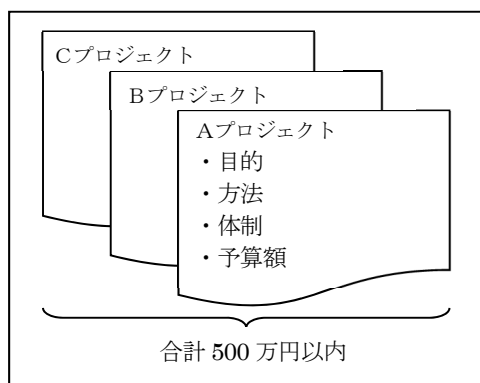 Cプロジェクト
Bプロジェクト
Aプロジェクト
・目的
・方法
・体制
・予算額
合計 500 万円以内